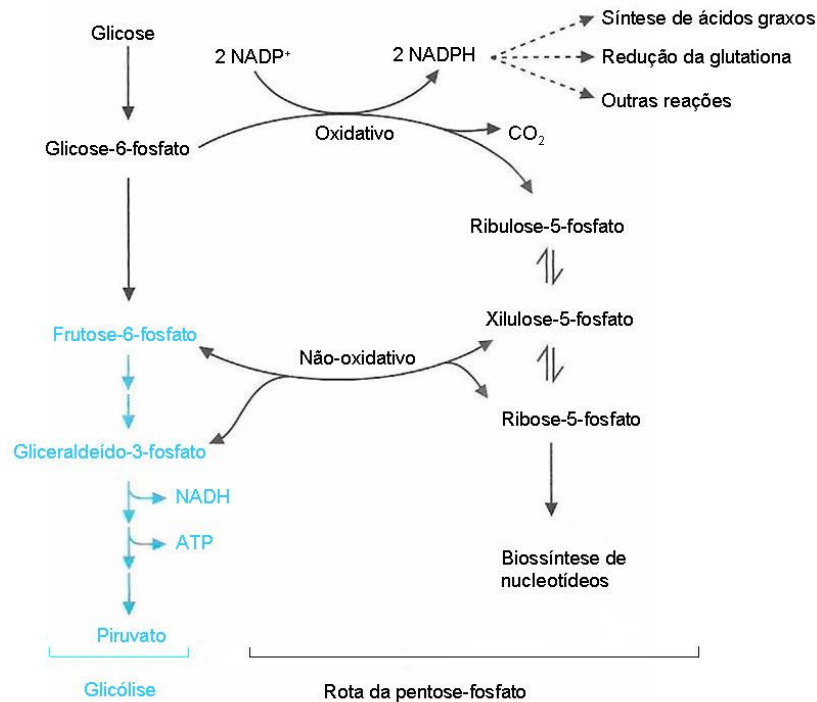 Glicose
2 NADP⁺
2 NADPH
Síntese de ácidos graxos
Redução da glutationa
Outras reações
Oxidativo
CO₂
Glicose-6-fosfato
Ribulose-5-fosfato
Xilulose-5-fosfato
Frutose-6-fosfato
Não-oxidativo
Ribose-5-fosfato
Gliceraldeído-3-fosfato
NADH
ATP
Biossíntese de
nucleotídeos
Piruvato
Glicólise
Rota da pentose-fosfato